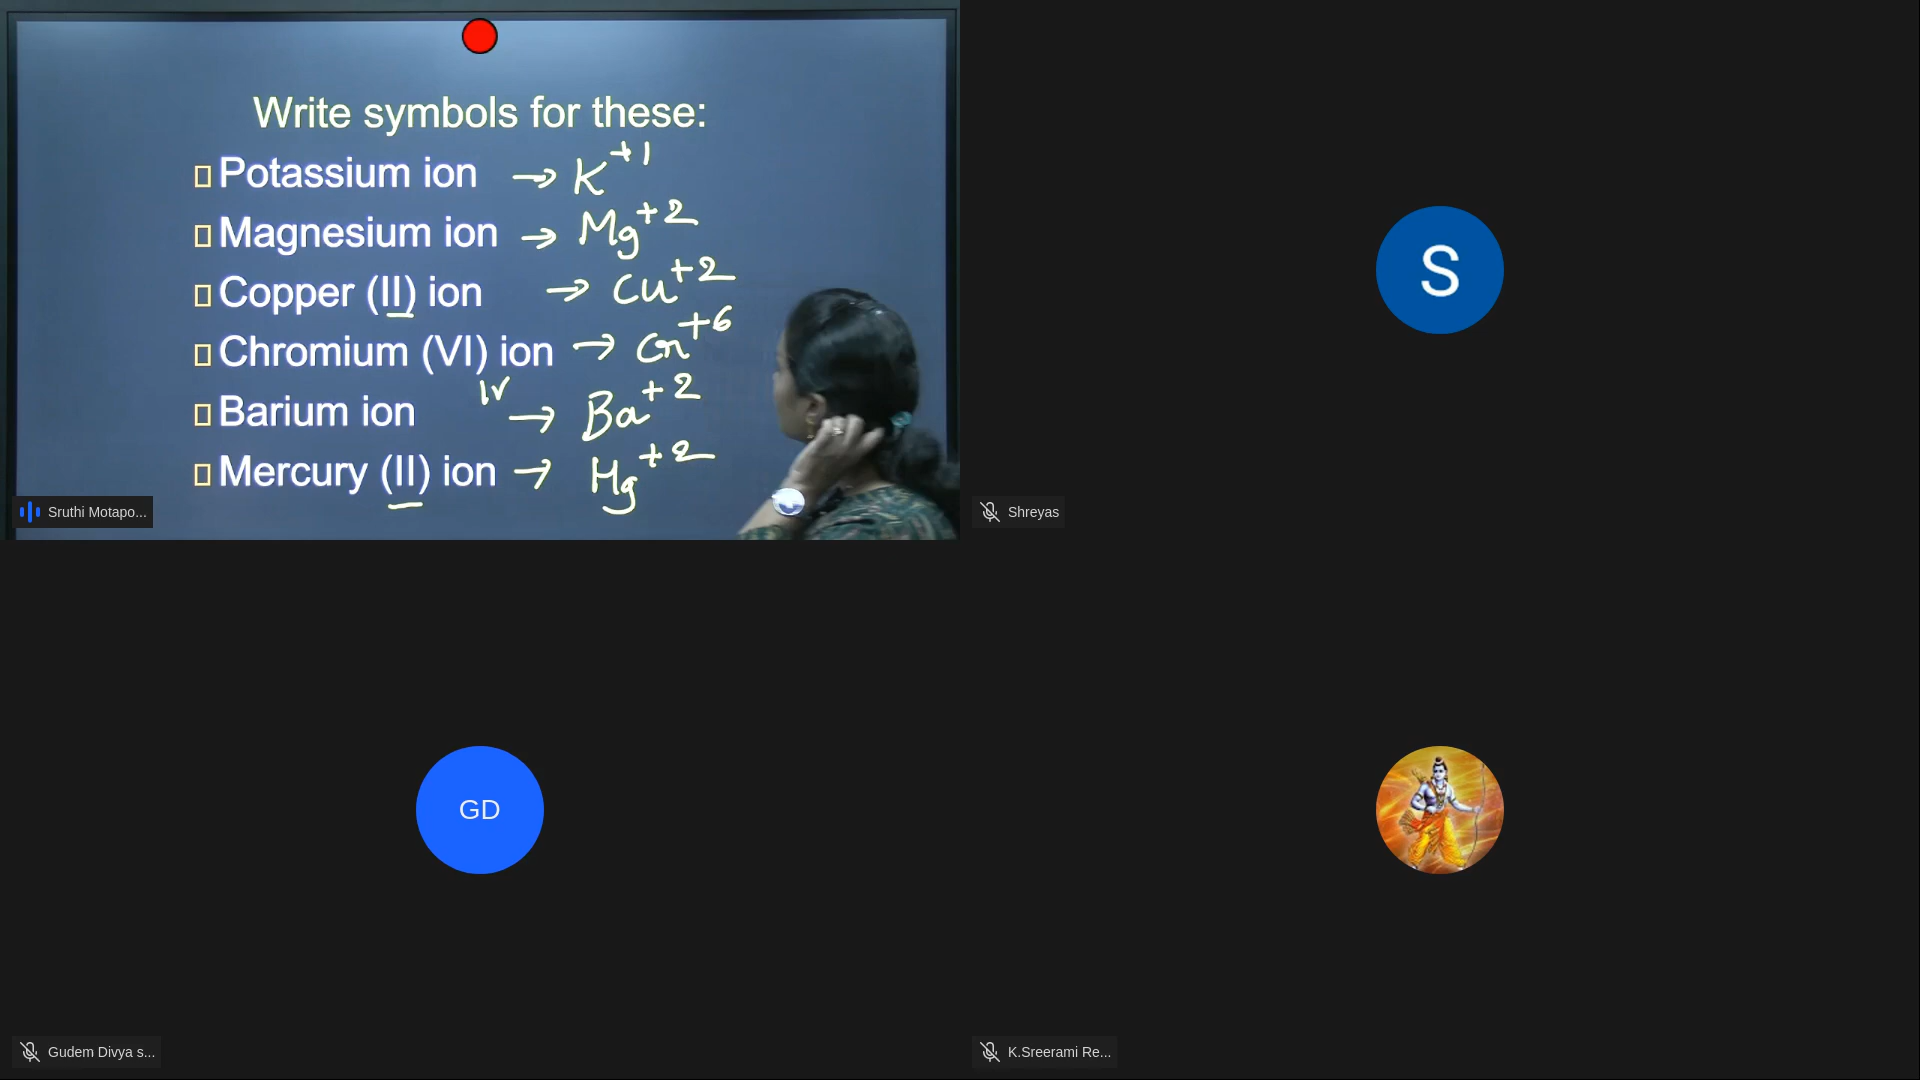 Write symbols for these:
Potassium ion → K+1
Magnesium ion → Mg+2
Copper (II) ion → Cu+2
Chromium (VI) ion → Cr+6
IV
Barium ion → Ba+2
Mercury (II) ion → Hg+2
Sruthi Motapo...
S
Shreyas
GD
Gudem Divya s...
K.Sreerami Re...